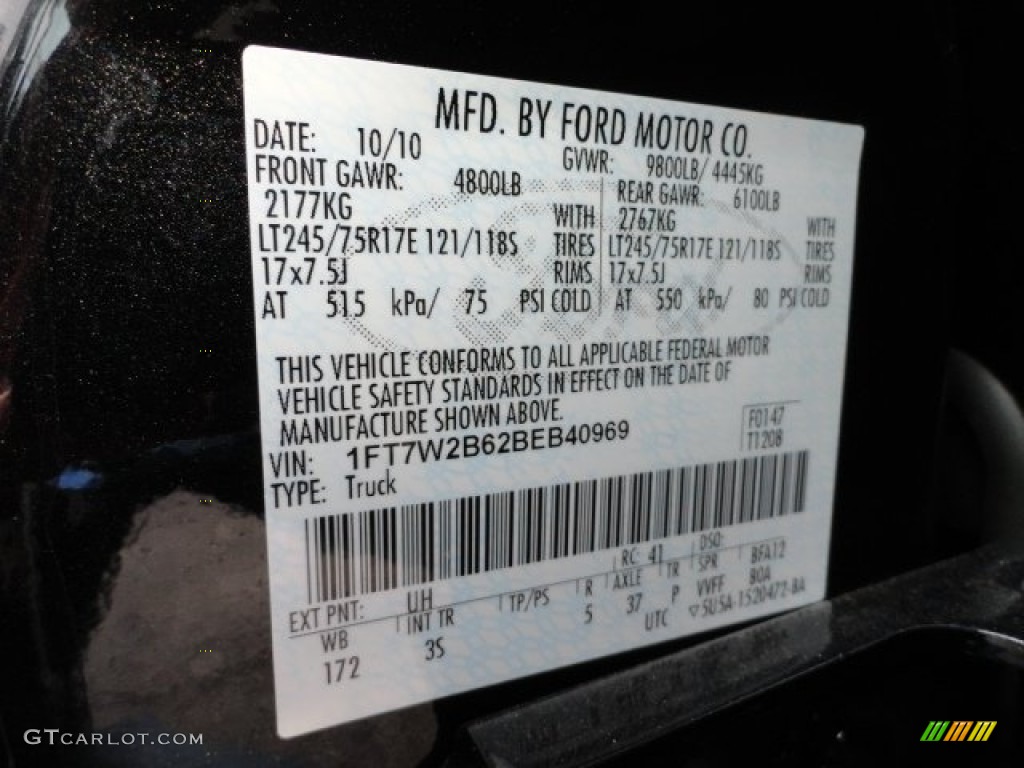 MFD. BY FORD MOTOR CO.
DATE: 10/10 GVWR: 9800LB/ 4445KG
FRONT GAWR: 4800LB REAR GAWR: 6100LB
2177KG WITH 2767KG WITH
LT245/75R17E 121/118S TIRES LT245/75R17E 121/118S TIRES
17x7.5J RIMS 17x7.5J RIMS
AT 515 kPa/ 75 PSI COLD AT 550 kPa/ 80 PSI COLD
THIS VEHICLE CONFORMS TO ALL APPLICABLE FEDERAL MOTOR
VEHICLE SAFETY STANDARDS IN EFFECT ON THE DATE OF
MANUFACTURE SHOWN ABOVE.
F0147
VIN: 1FT7W2B62BEB40969
T1208
TYPE: Truck
EXT PNT: UH RC: 41 DSO:
WB INT TR TP/PS R AXLE TR SPR BFA12
172 3S 5 37 P VVFF BOA
UTC ▽SUSA-1520472-BA
GTCARLOT.COM